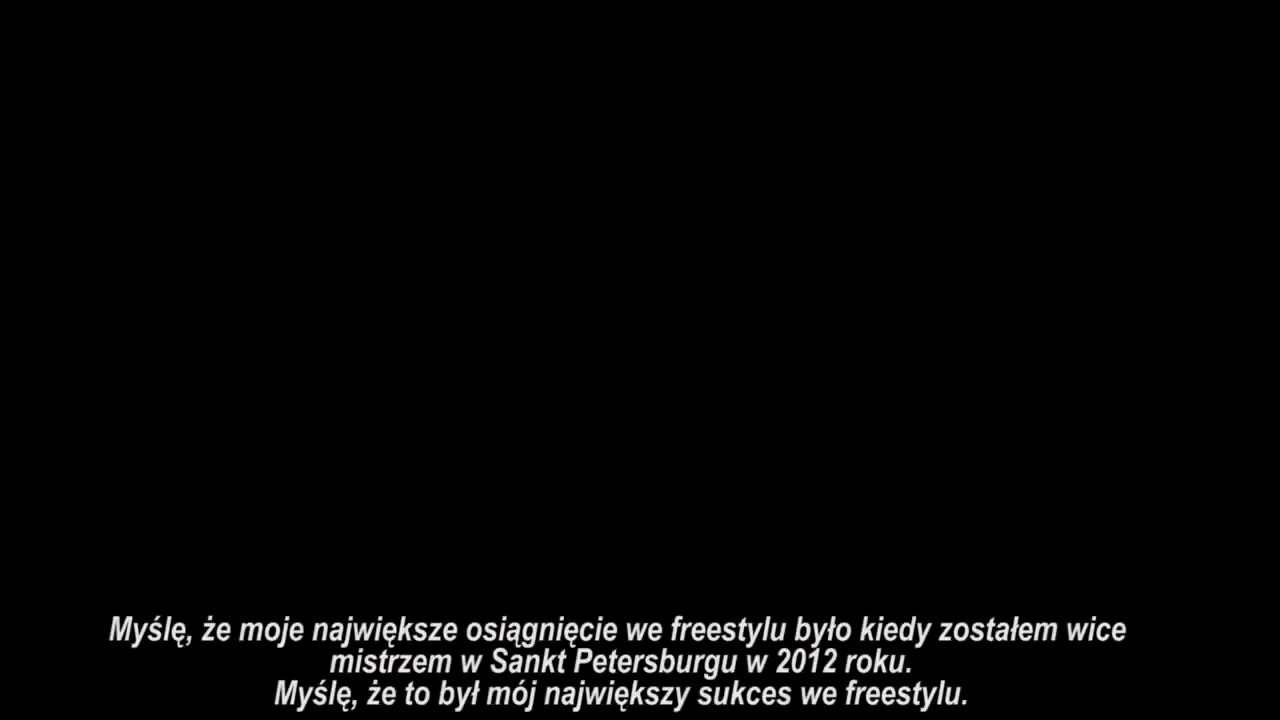 Myślę, że moje największe osiągnięcie we freestylu było kiedy zostałem wice
mistrzem w Sankt Petersburgu w 2012 roku.
Myślę, że to był mój największy sukces we freestylu.